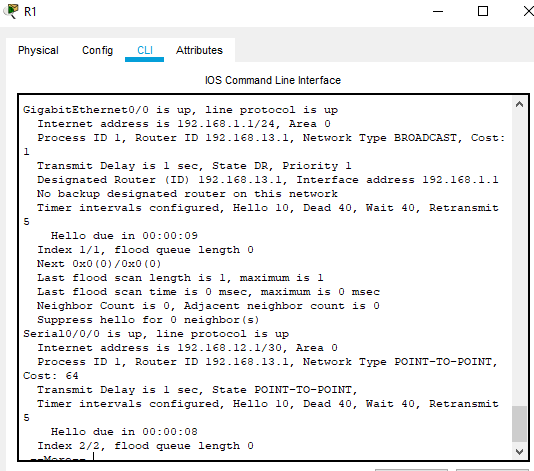 R1
Physical Config CLI Attributes
IOS Command Line Interface
GigabitEthernet0/0 is up, line protocol is up
Internet address is 192.168.1.1/24, Area 0
Process ID 1, Router ID 192.168.13.1, Network Type BROADCAST, Cost:
1
Transmit Delay is 1 sec, State DR, Priority 1
Designated Router (ID) 192.168.13.1, Interface address 192.168.1.1
No backup designated router on this network
Timer intervals configured, Hello 10, Dead 40, Wait 40, Retransmit
5
Hello due in 00:00:09
Index 1/1, flood queue length 0
Next 0x0(0)/0x0(0)
Last flood scan length is 1, maximum is 1
Last flood scan time is 0 msec, maximum is 0 msec
Neighbor Count is 0, Adjacent neighbor count is 0
Suppress hello for 0 neighbor(s)
Serial0/0/0 is up, line protocol is up
Internet address is 192.168.12.1/30, Area 0
Process ID 1, Router ID 192.168.13.1, Network Type POINT-TO-POINT,
Cost: 64
Transmit Delay is 1 sec, State POINT-TO-POINT,
Timer intervals configured, Hello 10, Dead 40, Wait 40, Retransmit
5
Hello due in 00:00:08
Index 2/2, flood queue length 0
--More--